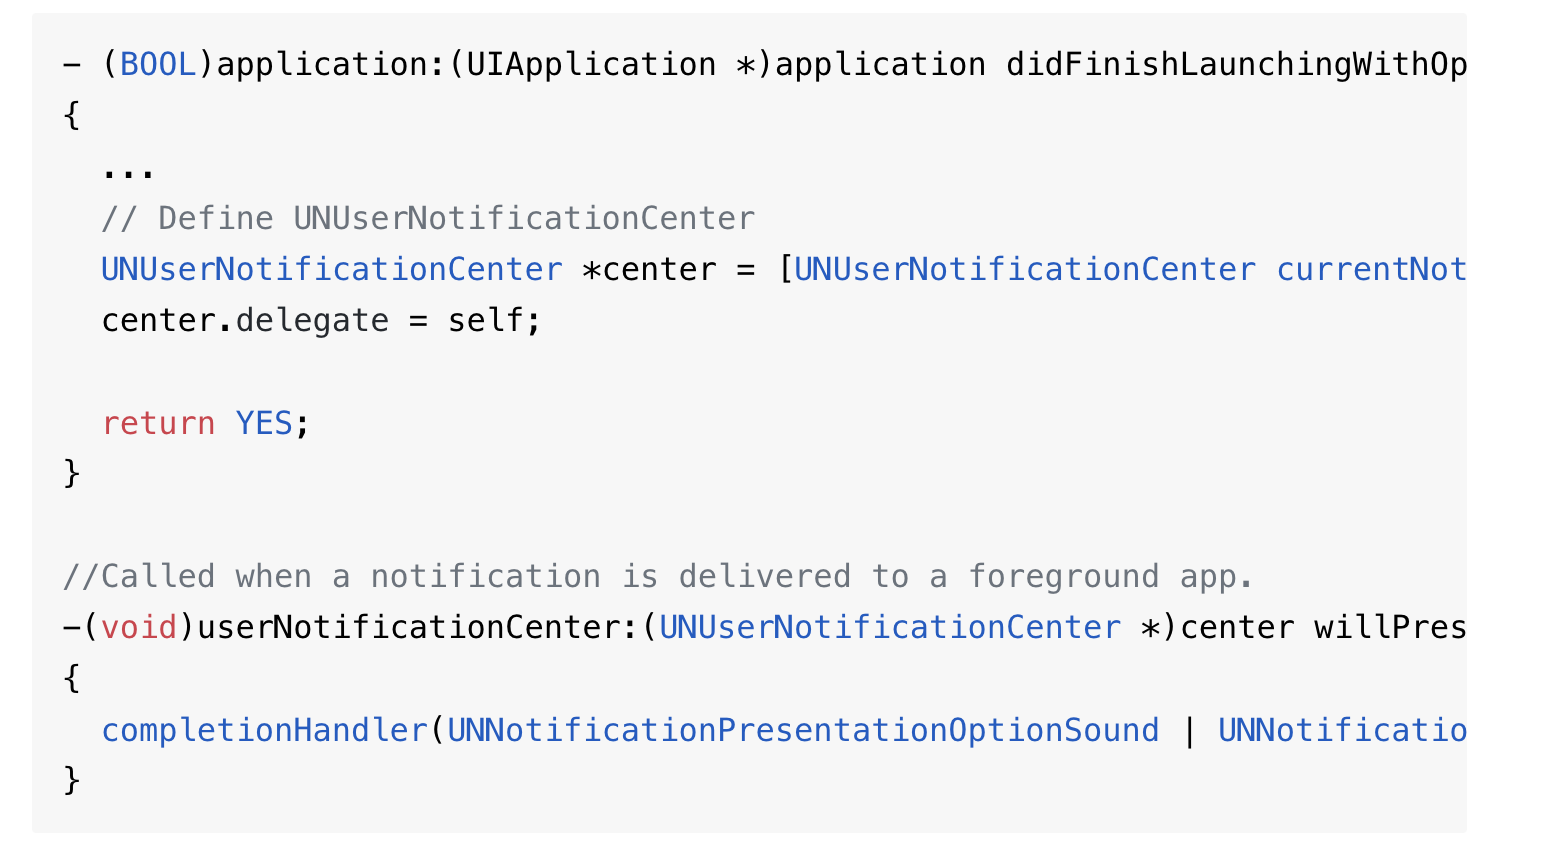 - (BOOL)application:(UIApplication *)application didFinishLaunchingWithOp
{
...
// Define UNUserNotificationCenter
UNUserNotificationCenter *center = [UNUserNotificationCenter currentNot
center.delegate = self;
return YES;
}
//Called when a notification is delivered to a foreground app.
-(void)userNotificationCenter:(UNUserNotificationCenter *)center willPres
{
completionHandler(UNNotificationPresentationOptionSound | UNNotificatio
}